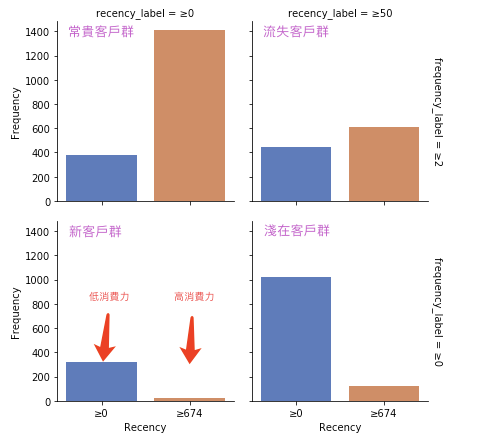 recency_label = ≥0
recency_label = ≥50
常貴客戶群
流失客戶群
1400
1200
1000
800
600
400
200
0
Frequency
frequency_label = ≥2
新客戶群
淺在客戶群
1400
1200
1000
800
600
400
200
0
Frequency
低消費力
高消費力
frequency_label = ≥0
≥0
≥674
≥0
≥674
Recency
Recency